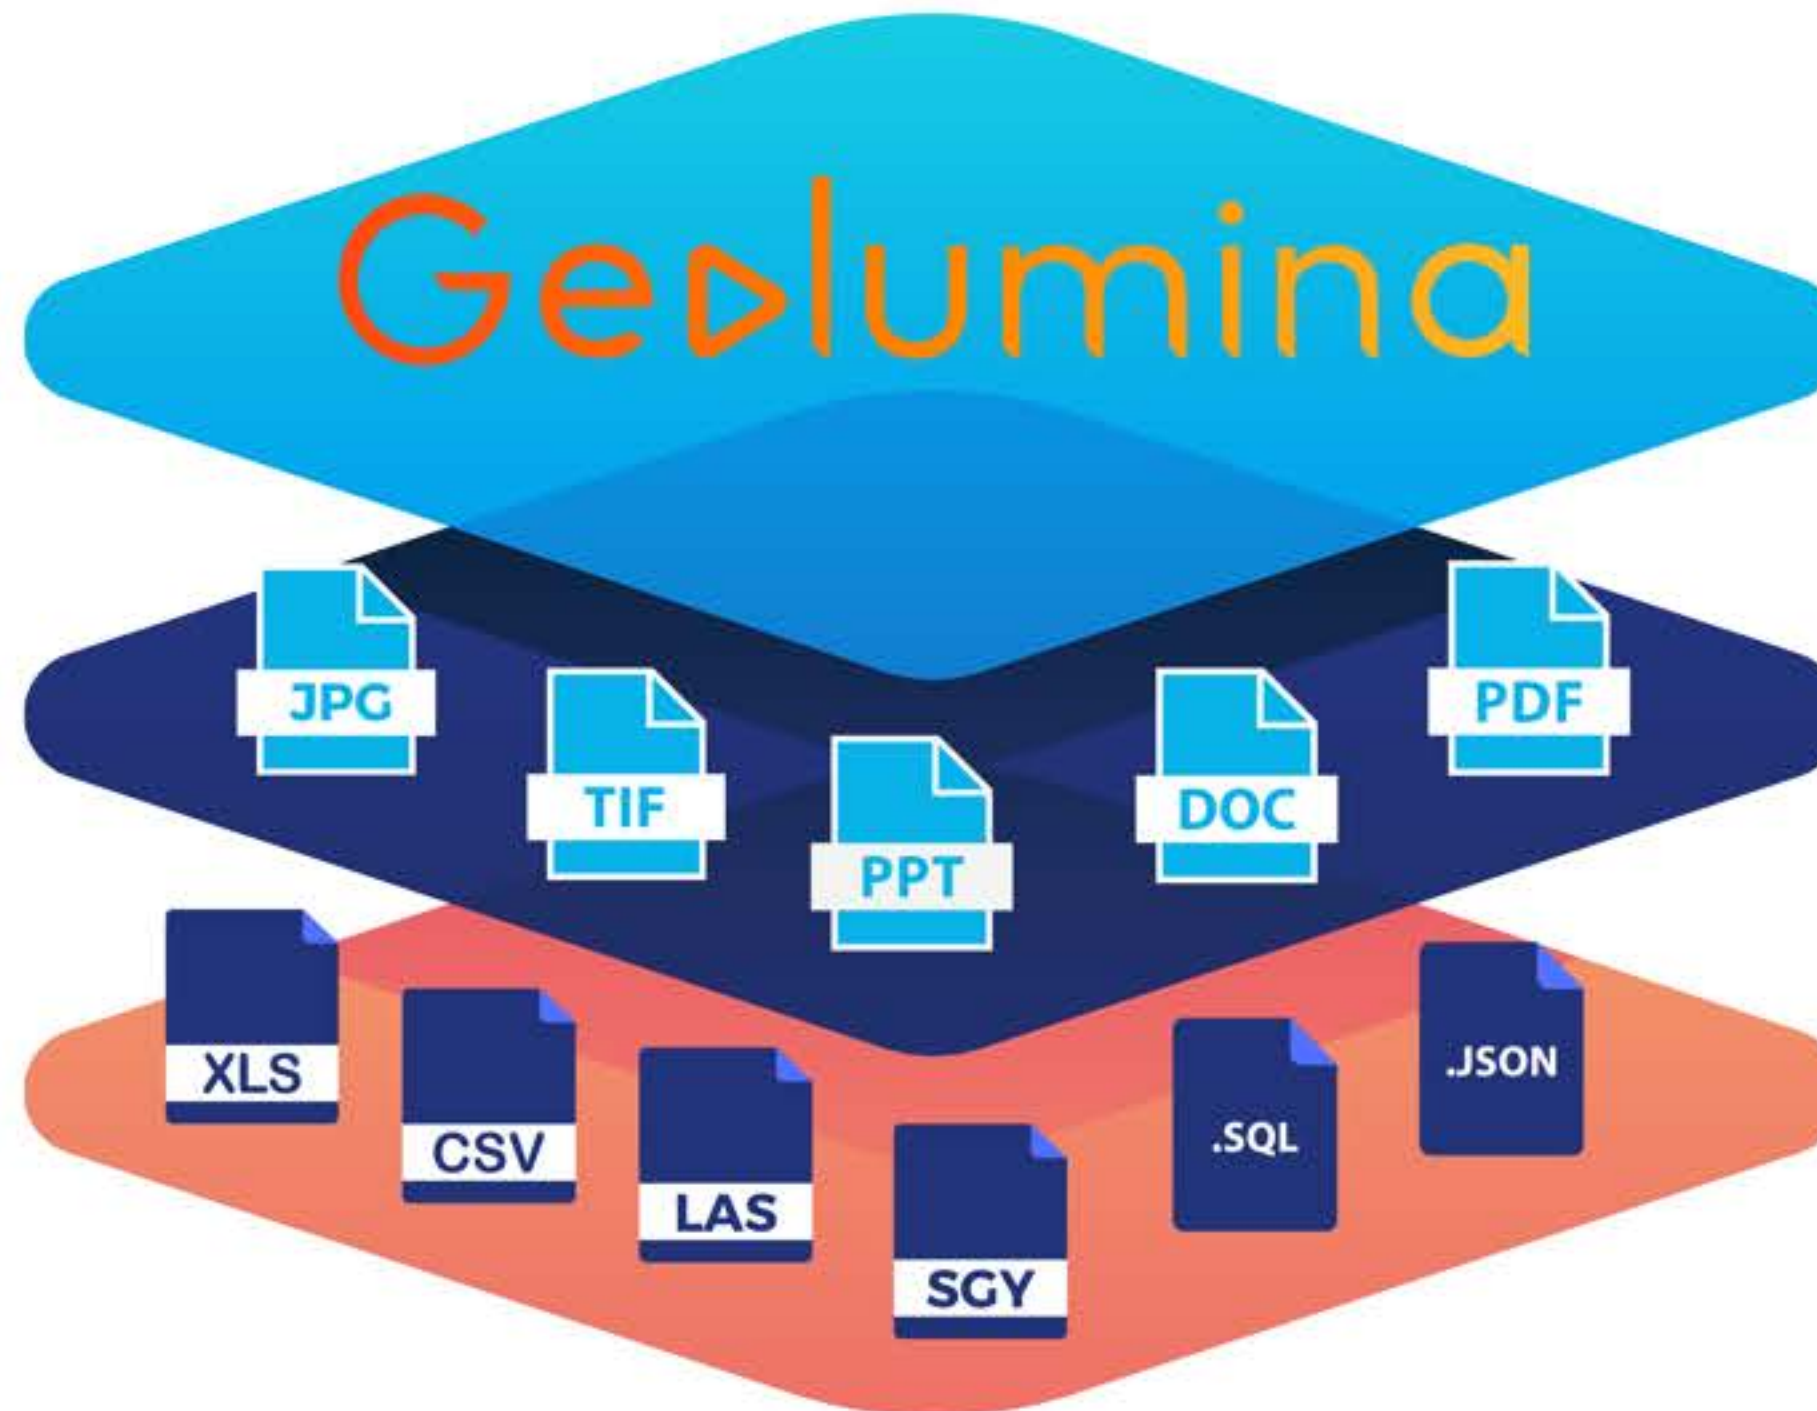 Geolumina
JPG
TIF
PPT
DOC
PDF
XLS
CSV
LAS
SGY
.SQL
.JSON